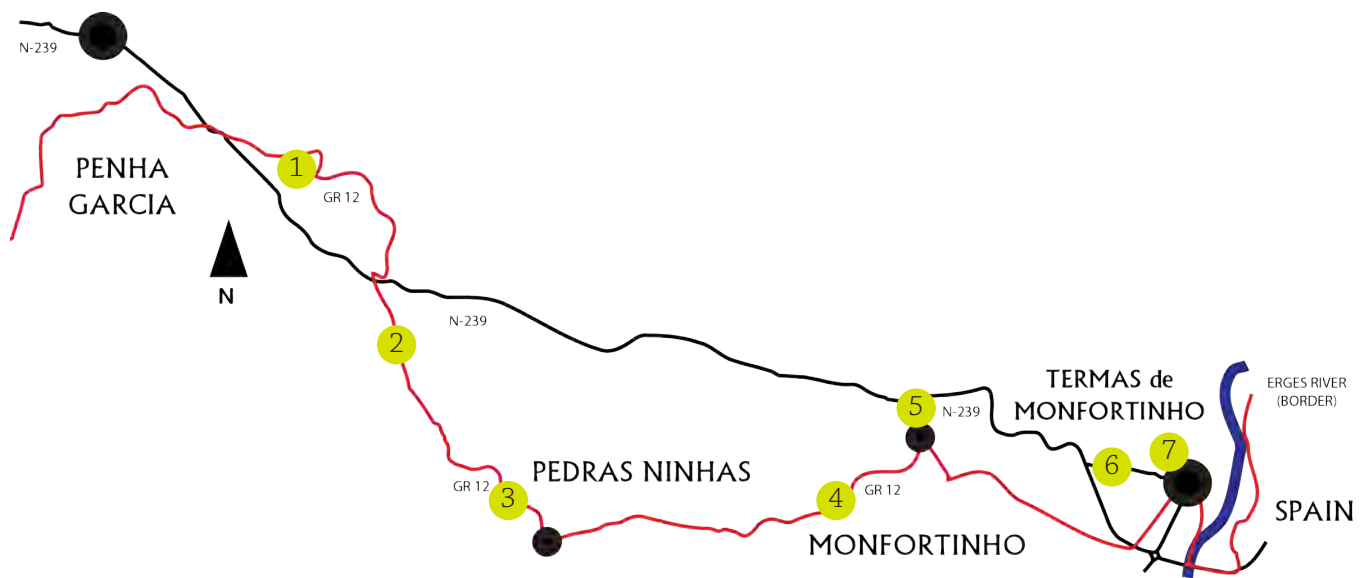 N-239
1
PENHA
GARCIA
GR 12
N
2
N-239
TERMAS de
MONFORTINHO
ERGES RIVER
(BORDER)
5
N-239
7
6
PEDRAS NINHAS
GR 12
3
4
GR 12
SPAIN
MONFORTINHO